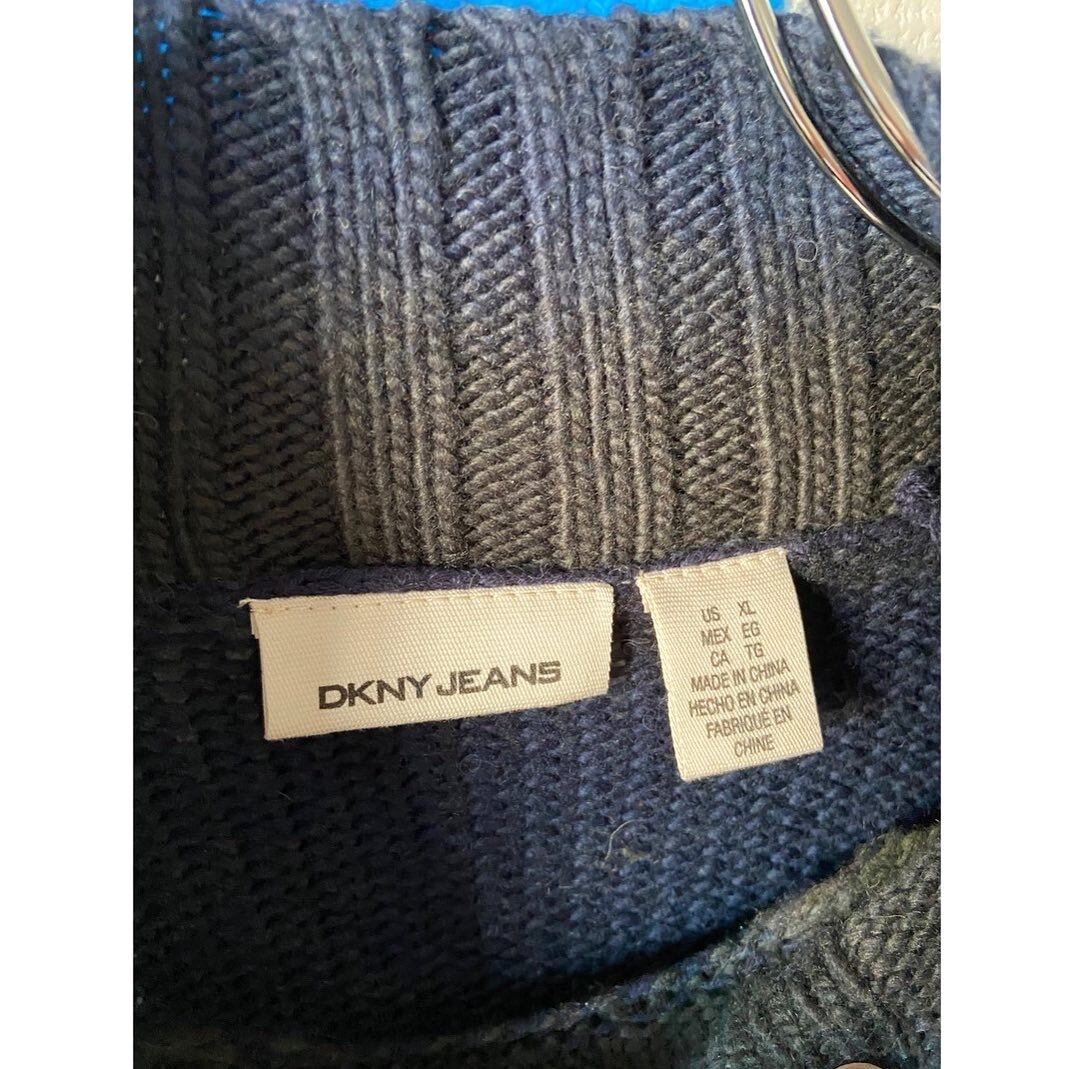 DKNY JEANS
US XL
MEX EG
CA TG
MADE IN CHINA
HECHO EN CHINA
FABRIQUE EN
CHINE